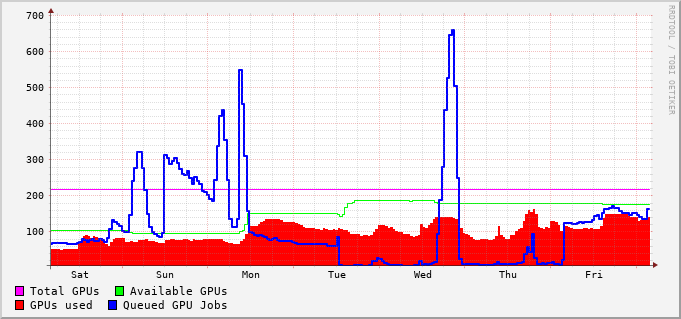 700
600
500
400
300
200
100
Sat Sun Mon Tue Wed Thu Fri
Total GPUs Available GPUs
GPUs used Queued GPU Jobs
RRDTOOL / TOBI OETIKER